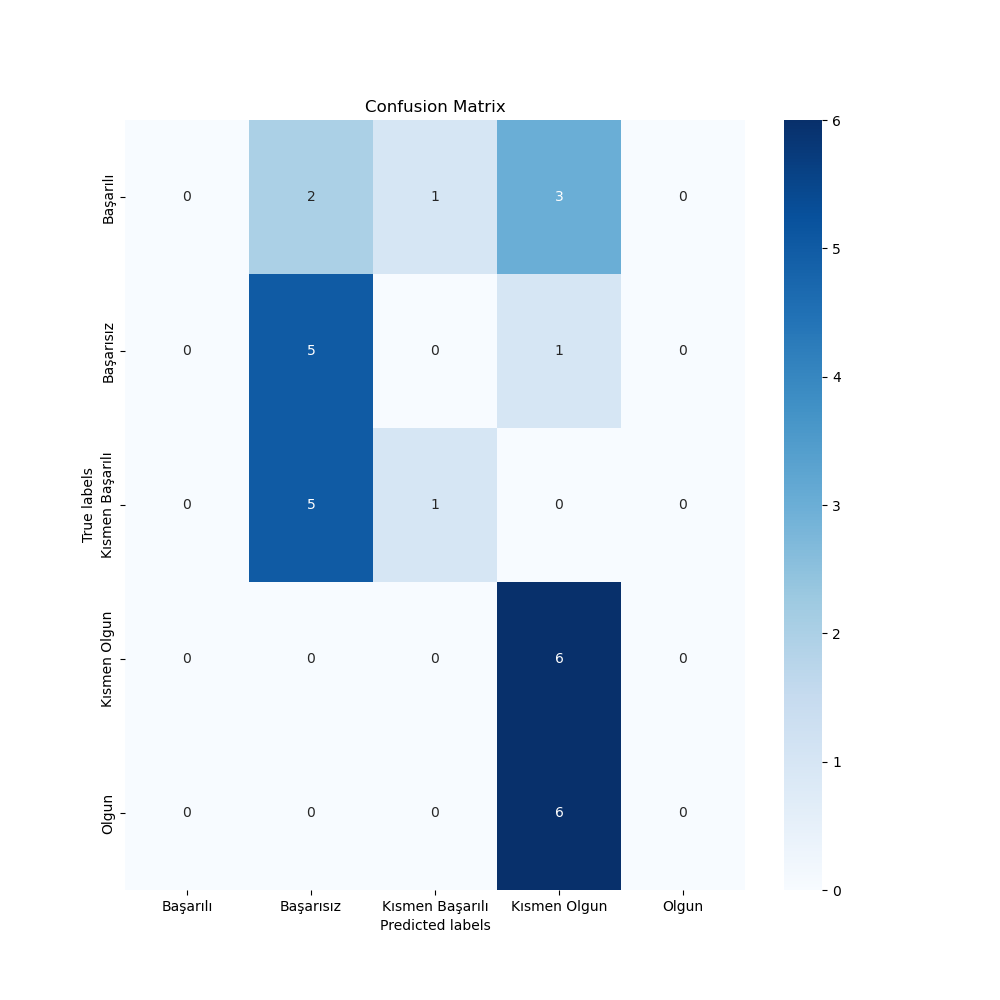 Confusion Matrix
Başarılı 0 2 1 3 0
Başarısız 0 5 0 1 0
Kısmen Başarılı 0 5 1 0 0
Kısmen Olgun 0 0 0 6 0
Olgun 0 0 0 6 0
True labels
Başarılı Başarısız Kısmen Başarılı Kısmen Olgun Olgun
Predicted labels
6
5
4
3
2
1
0